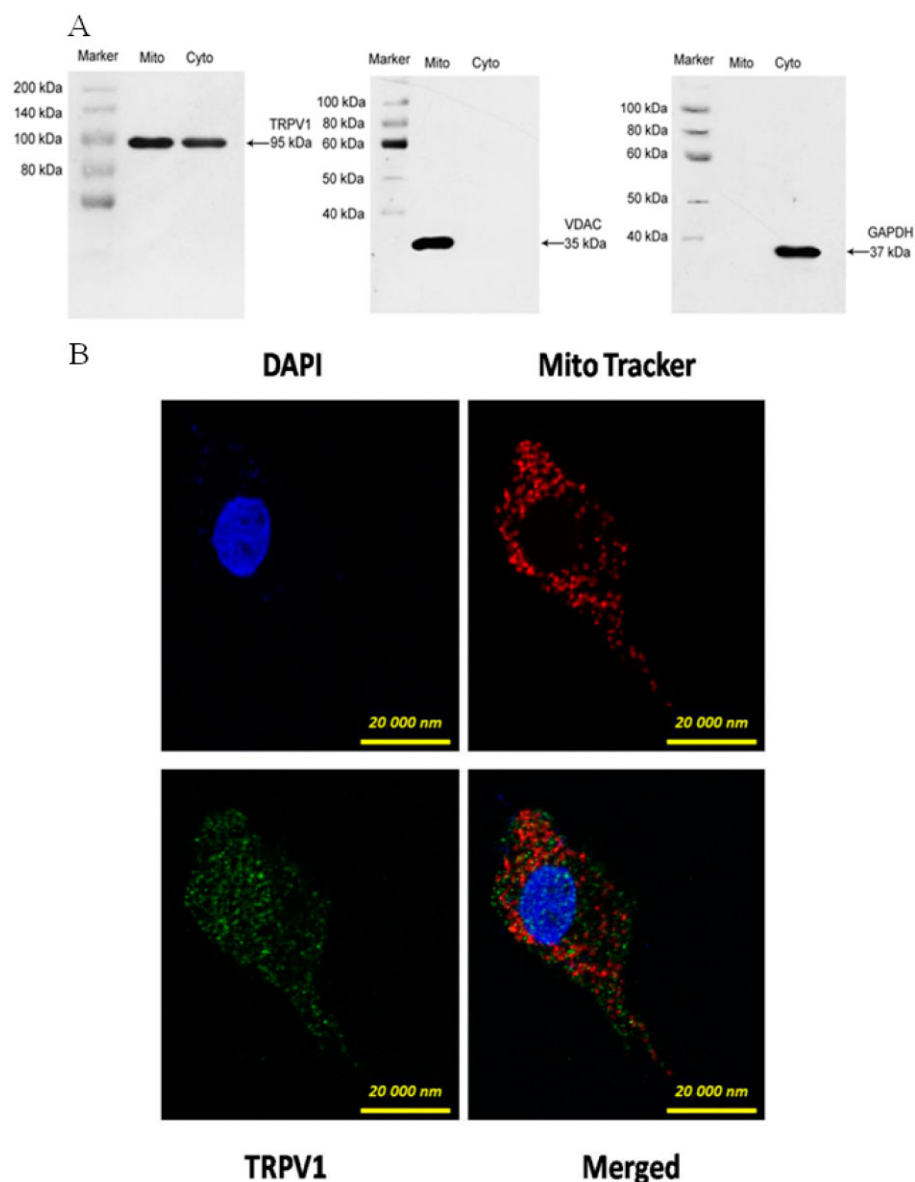 A
Marker Mito Cyto
200 kDa
140 kDa
100 kDa
80 kDa
TRPV1
95 kDa
Marker Mito Cyto
100 kDa
80 kDa
60 kDa
50 kDa
40 kDa
VDAC
35 kDa
Marker Mito Cyto
100 kDa
80 kDa
60 kDa
50 kDa
40 kDa
GAPDH
37 kDa
B
DAPI
Mito Tracker
20 000 nm
20 000 nm
20 000 nm
20 000 nm
TRPV1
Merged